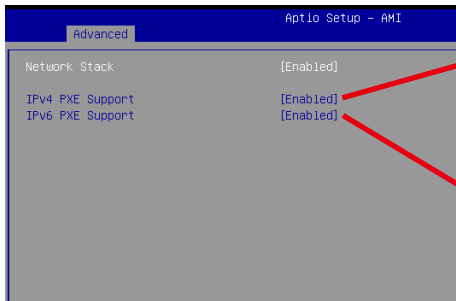 Aptio Setup – AMI
Advanced
Network Stack [Enabled]
IPv4 PXE Support [Enabled]
IPv6 PXE Support [Enabled]